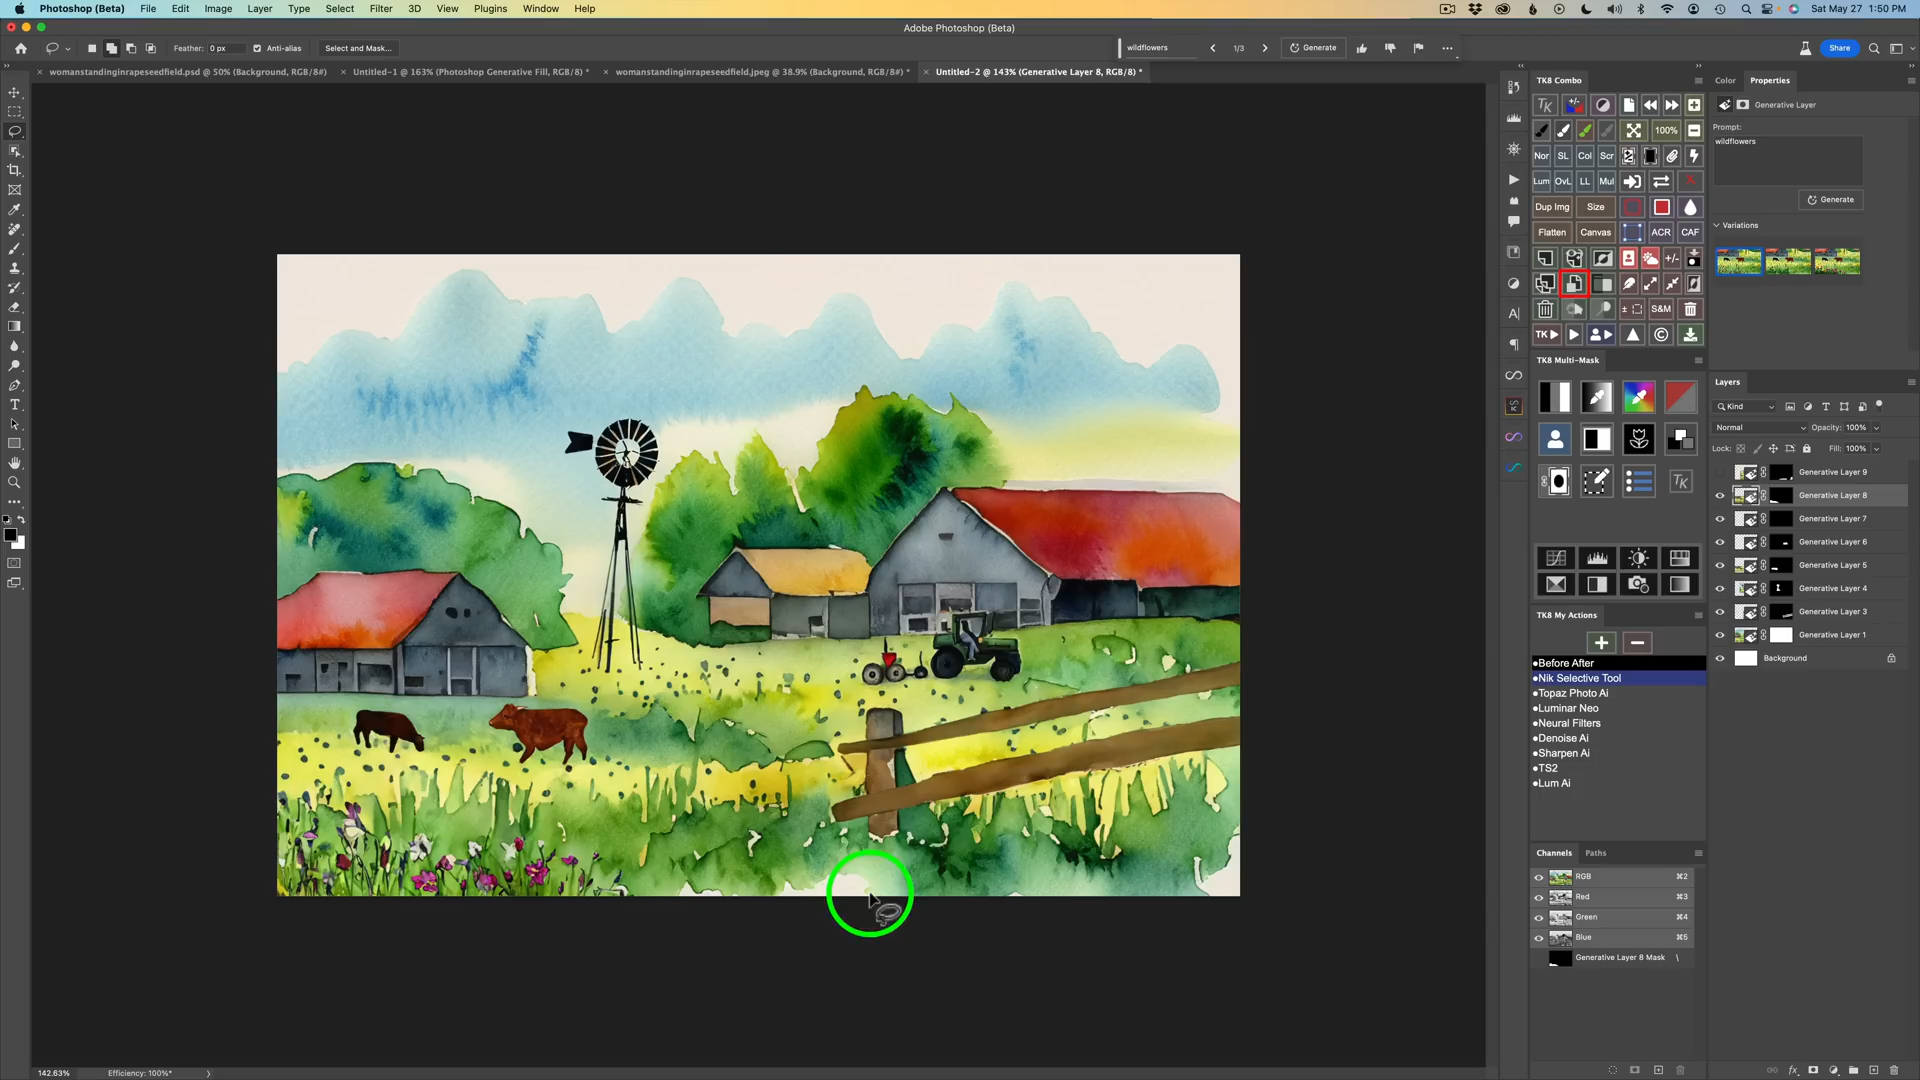 Photoshop (Beta) File Edit Image Layer Type Select Filter 3D View Plugins Window Help Sat May 27 1:50 PM
Adobe Photoshop (Beta)
Feather: 0 px Anti-alias Select and Mask... wildflowers 1/3 Generate Share
womanstandinginrapeseedfield.psd @ 50% (Background, RGB/8#) Untitled-1 @ 163% (Photoshop Generative Fill, RGB/8) * womanstandinginrapeseedfield.jpeg @ 38.9% (Background, RGB/8#) * Untitled-2 @ 143% (Generative Layer 8, RGB/8) *
TK8 Combo
TK +/- 100%
Nor SL Col Scr
Lum OvL LL Mul
Dup Img Size
Flatten Canvas ACR CAF
+/-
S&M
TK
TK8 Multi-Mask
TK
TK8 My Actions
Before After
Nik Selective Tool
Topaz Photo Ai
Luminar Neo
Neural Filters
Denoise Ai
Sharpen Ai
TS2
Lum Ai
Channels Paths
RGB ⌘2
Red ⌘3
Green ⌘4
Blue ⌘5
Generative Layer 8 Mask \
Color Properties
Generative Layer
Prompt:
wildflowers
Generate
Variations
Layers
Kind
Normal Opacity: 100%
Lock: Fill: 100%
Generative Layer 9
Generative Layer 8
Generative Layer 7
Generative Layer 6
Generative Layer 5
Generative Layer 4
Generative Layer 3
Generative Layer 1
Background
142.63% Efficiency: 100%*